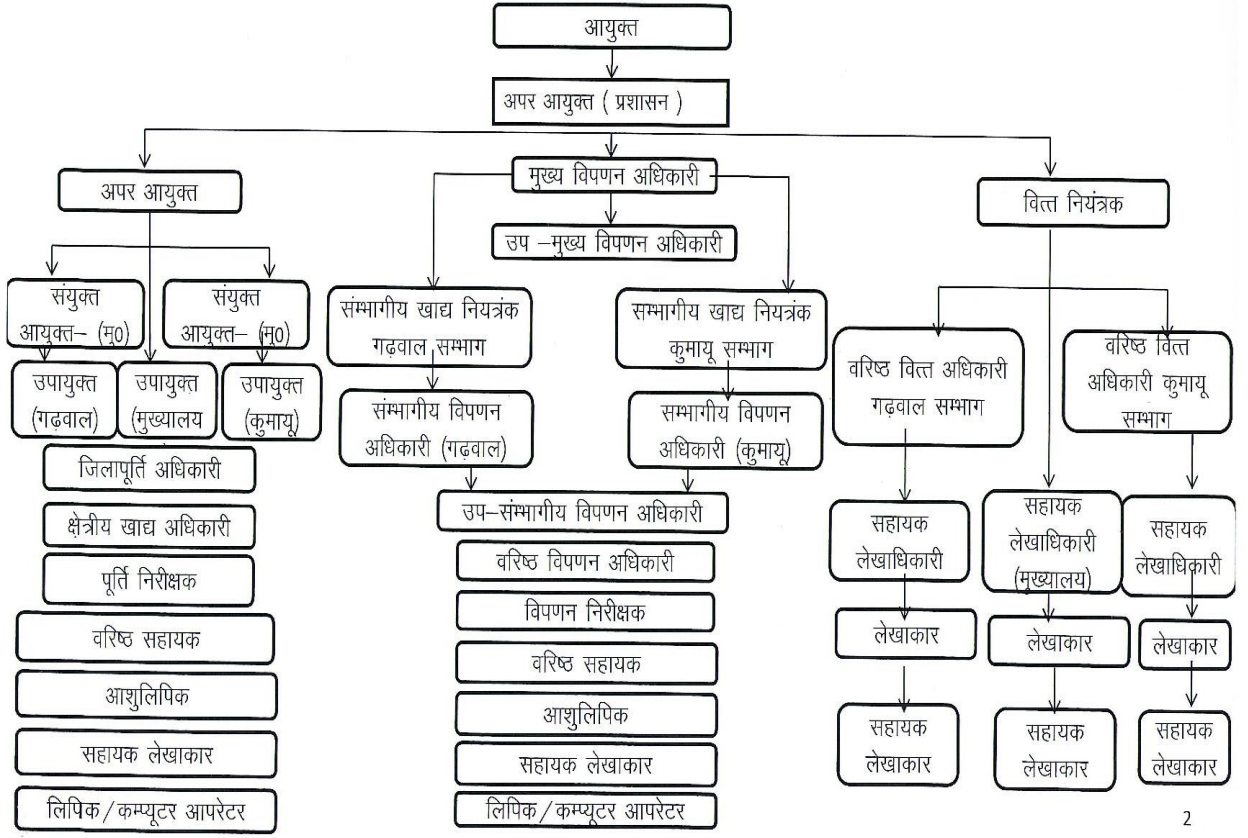 आयुक्त
अपर आयुक्त ( प्रशासन )
अपर आयुक्त
मुख्य विपणन अधिकारी
वित्त नियंत्रक
उप –मुख्य विपणन अधिकारी
संयुक्त
आयुक्त– (मु0)
संयुक्त
आयुक्त– (मु0)
उपायुक्त
(गढ़वाल)
उपायुक्त
(मुख्यालय
उपायुक्त
(कुमायू)
जिलापूर्ति अधिकारी
क्षेत्रीय खाद्य अधिकारी
पूर्ति निरीक्षक
वरिष्ठ सहायक
आशुलिपिक
सहायक लेखाकार
लिपिक/कम्प्यूटर आपरेटर
संम्भागीय खाद्य नियत्रंक
गढ़वाल सम्भाग
सम्भागीय खाद्य नियत्रंक
कुमायू सम्भाग
संम्भागीय विपणन
अधिकारी (गढ़वाल)
सम्भागीय विपणन
अधिकारी (कुमायू)
उप–संम्भागीय विपणन अधिकारी
वरिष्ठ विपणन अधिकारी
विपणन निरीक्षक
वरिष्ठ सहायक
आशुलिपिक
सहायक लेखाकार
लिपिक/कम्प्यूटर आपरेटर
वरिष्ठ वित्त अधिकारी
गढ़वाल सम्भाग
वरिष्ठ वित्त
अधिकारी कुमायू
सम्भाग
सहायक
लेखाधिकारी
सहायक
लेखाधिकारी
(मुख्यालय)
सहायक
लेखाधिकारी
लेखाकार
लेखाकार
लेखाकार
सहायक
लेखाकार
सहायक
लेखाकार
सहायक
लेखाकार
2